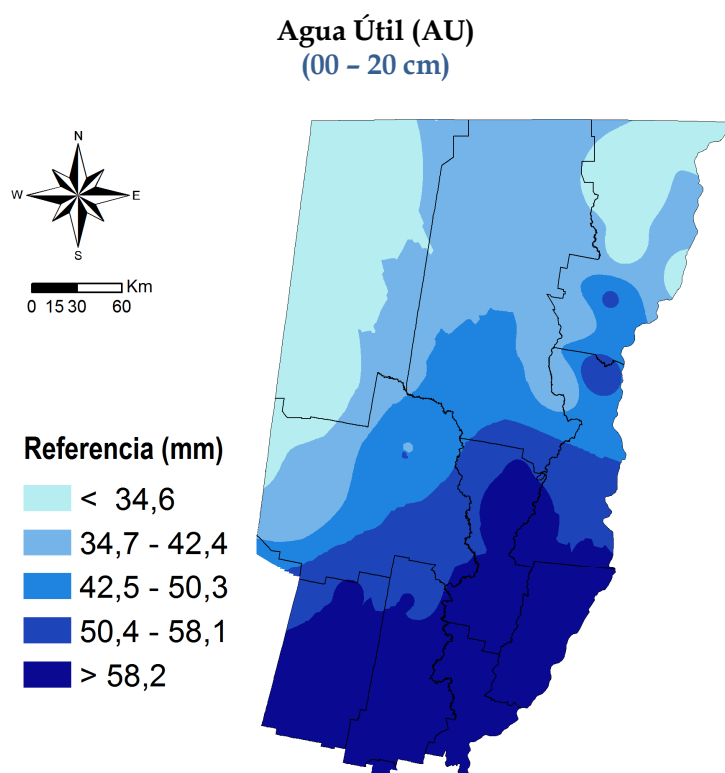 Agua Útil (AU)
(00 – 20 cm)
N
W
E
S
Km
0 15 30 60
Referencia (mm)
< 34,6
34,7 - 42,4
42,5 - 50,3
50,4 - 58,1
> 58,2